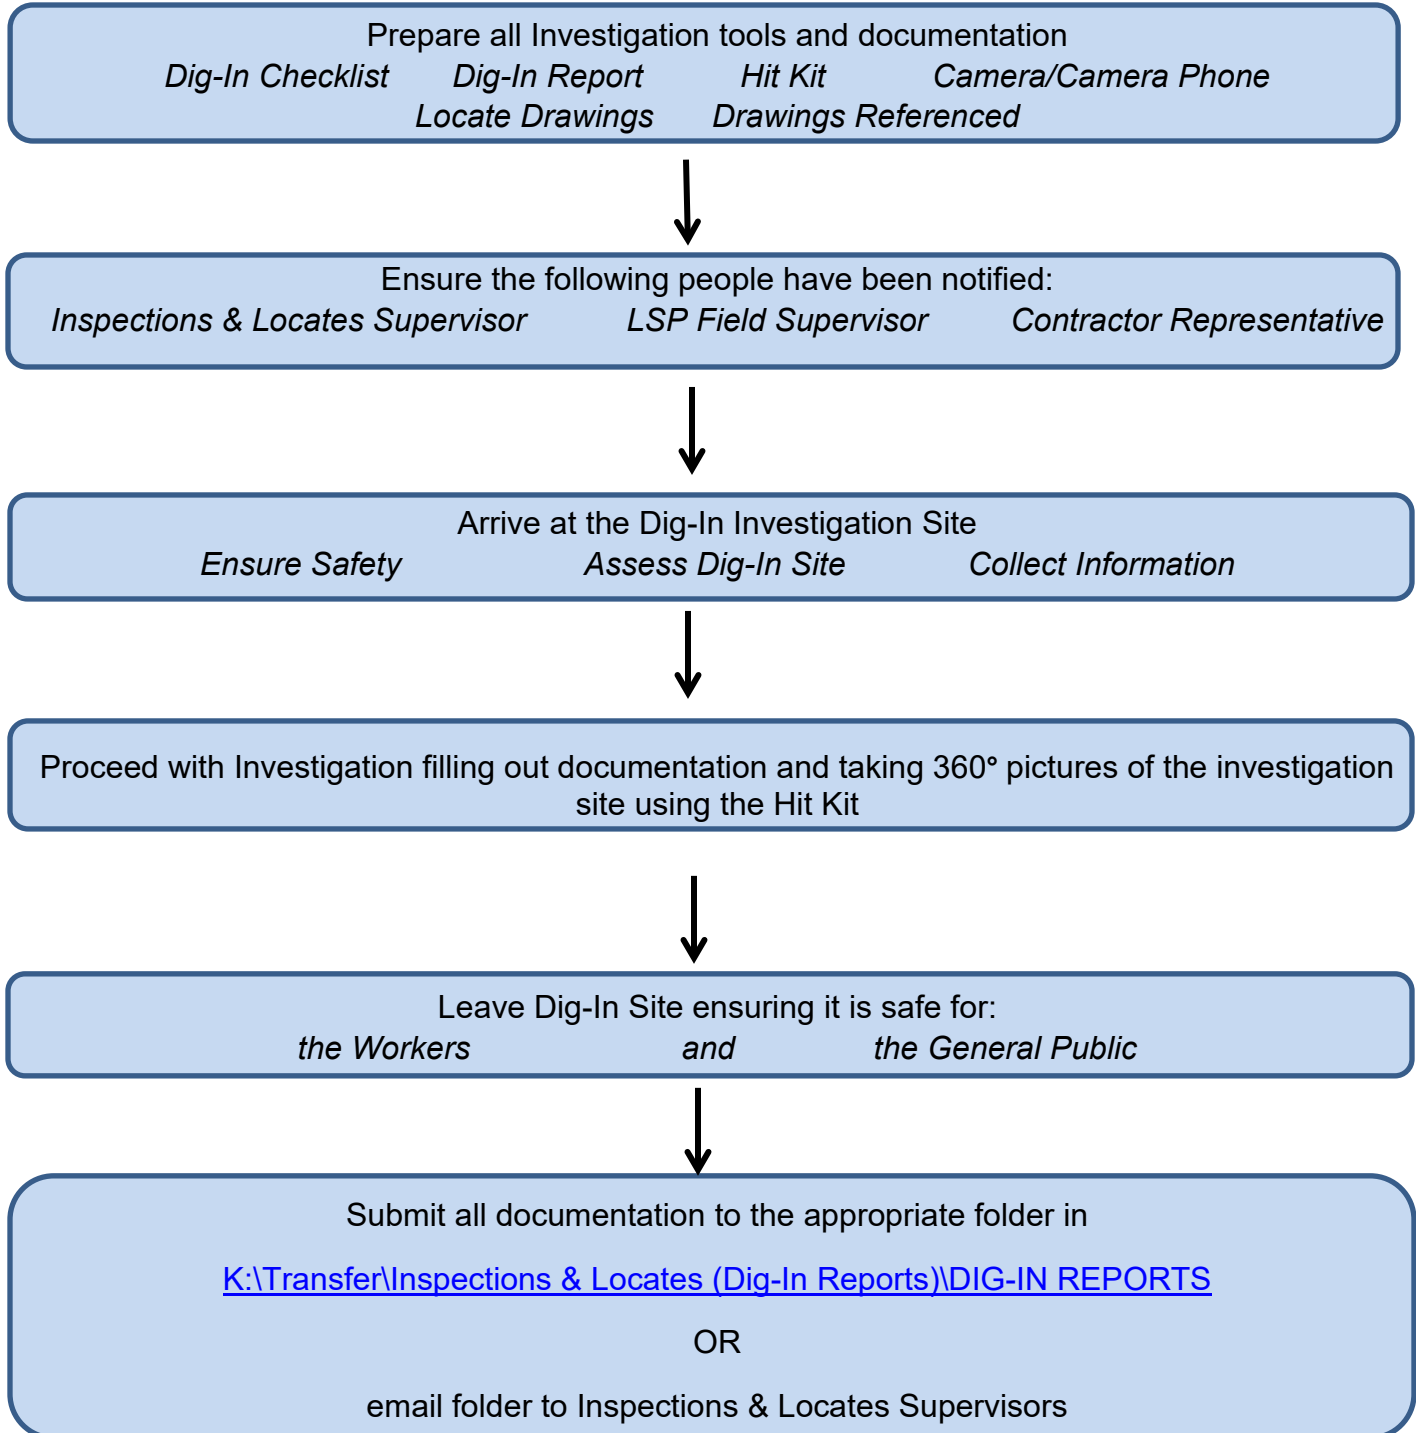 Prepare all Investigation tools and documentation
Dig-In Checklist Dig-In Report Hit Kit Camera/Camera Phone
Locate Drawings Drawings Referenced
Ensure the following people have been notified:
Inspections & Locates Supervisor LSP Field Supervisor Contractor Representative
Arrive at the Dig-In Investigation Site
Ensure Safety Assess Dig-In Site Collect Information
Proceed with Investigation filling out documentation and taking 360° pictures of the investigation
site using the Hit Kit
Leave Dig-In Site ensuring it is safe for:
the Workers and the General Public
Submit all documentation to the appropriate folder in
K:\Transfer\Inspections & Locates (Dig-In Reports)\DIG-IN REPORTS
OR
email folder to Inspections & Locates Supervisors